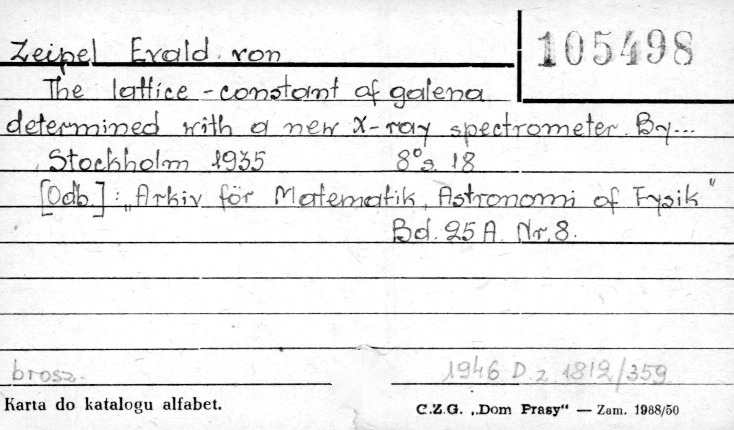 Zeipel Evald von
105498
The lattice-constant of galena
determined with a new X-ray spectrometer. By...
Stockholm 1935 8° s. 18
[Odb.]: „Arkiv för Matematik, Astronomi of Fysik"
Bd. 25 A. Nr. 8.
brosz.
1946 D. z. 1812/359
Karta do katalogu alfabet.
C.Z.G. „Dom Prasy" — Zam. 1988/50